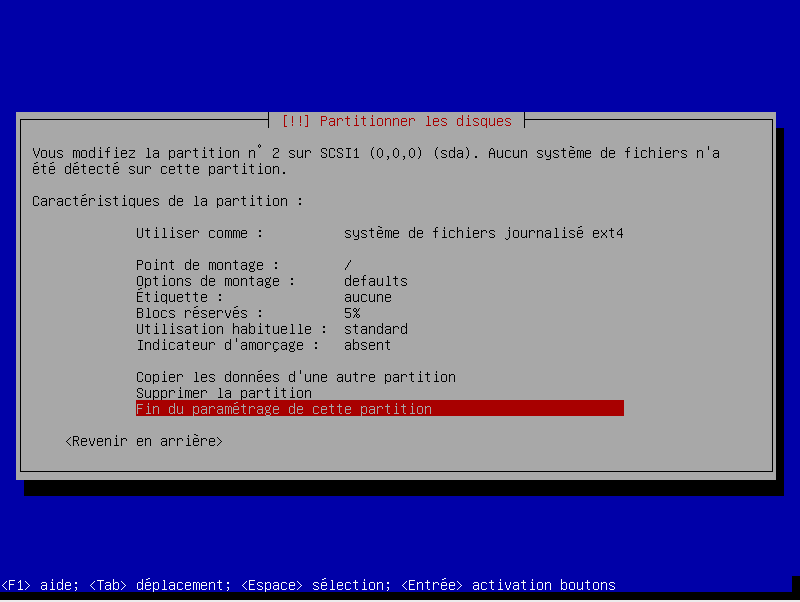 [!!] Partitionner les disques
Vous modifiez la partition n° 2 sur SCSI1 (0,0,0) (sda). Aucun système de fichiers n'a
été détecté sur cette partition.
Caractéristiques de la partition :
Utiliser comme : système de fichiers journalisé ext4
Point de montage : /
Options de montage : defaults
Étiquette : aucune
Blocs réservés : 5%
Utilisation habituelle : standard
Indicateur d'amorçage : absent
Copier les données d'une autre partition
Supprimer la partition
Fin du paramétrage de cette partition
<Revenir en arrière>
<F1> aide; <Tab> déplacement; <Espace> sélection; <Entrée> activation boutons